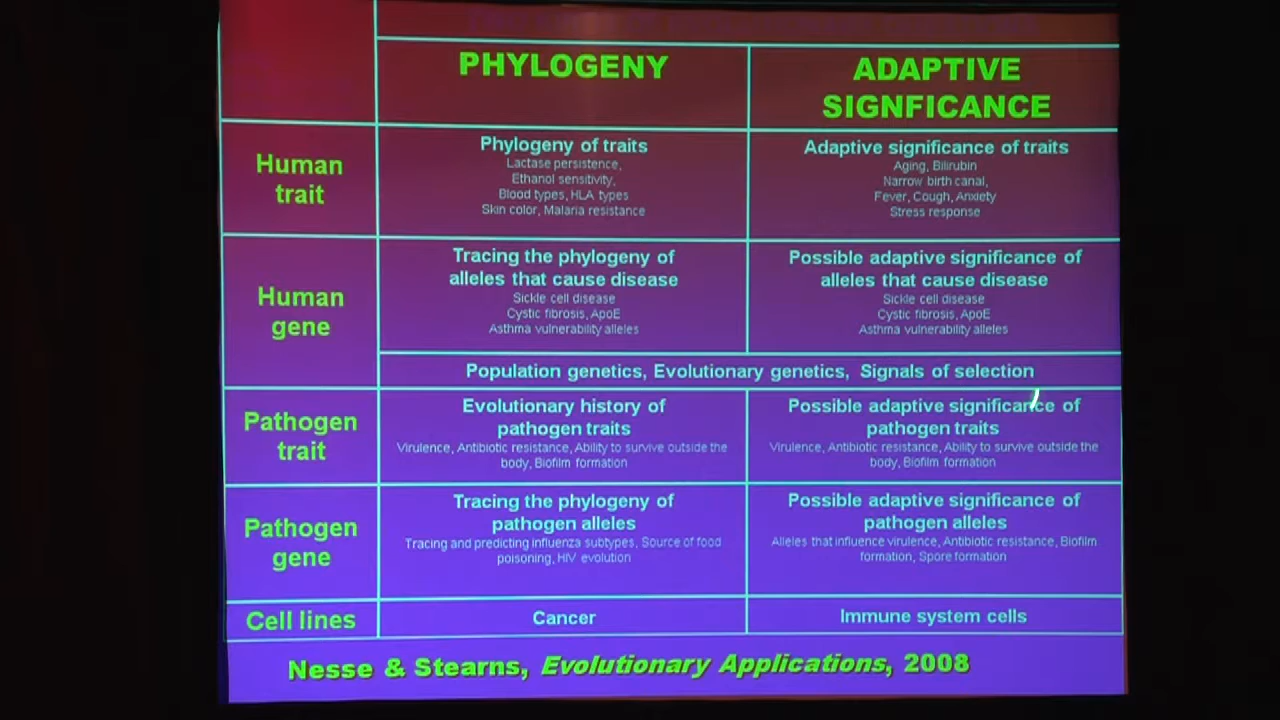 PHYLOGENY
ADAPTIVE
SIGNFICANCE
Human
trait
Phylogeny of traits
Lactase persistence,
Ethanol sensitivity,
Blood types, HLA types
Skin color, Malaria resistance
Adaptive significance of traits
Aging, Bilirubin
Narrow birth canal,
Fever, Cough, Anxiety
Stress response
Human
gene
Tracing the phylogeny of
alleles that cause disease
Sickle cell disease
Cystic fibrosis, ApoE
Asthma vulnerability alleles
Possible adaptive significance of
alleles that cause disease
Sickle cell disease
Cystic fibrosis, ApoE
Asthma vulnerability alleles
Population genetics, Evolutionary genetics, Signals of selection
Pathogen
trait
Evolutionary history of
pathogen traits
Virulence, Antibiotic resistance, Ability to survive outside the
body, Biofilm formation
Possible adaptive significance of
pathogen traits
Virulence, Antibiotic resistance, Ability to survive outside the
body, Biofilm formation
Pathogen
gene
Tracing the phylogeny of
pathogen alleles
Tracing and predicting influenza subtypes, Source of food
poisoning, HIV evolution
Possible adaptive significance of
pathogen alleles
Alleles that influence virulence, Antibiotic resistance, Biofilm
formation, Spore formation
Cell lines
Cancer
Immune system cells
Nesse & Stearns, Evolutionary Applications, 2008